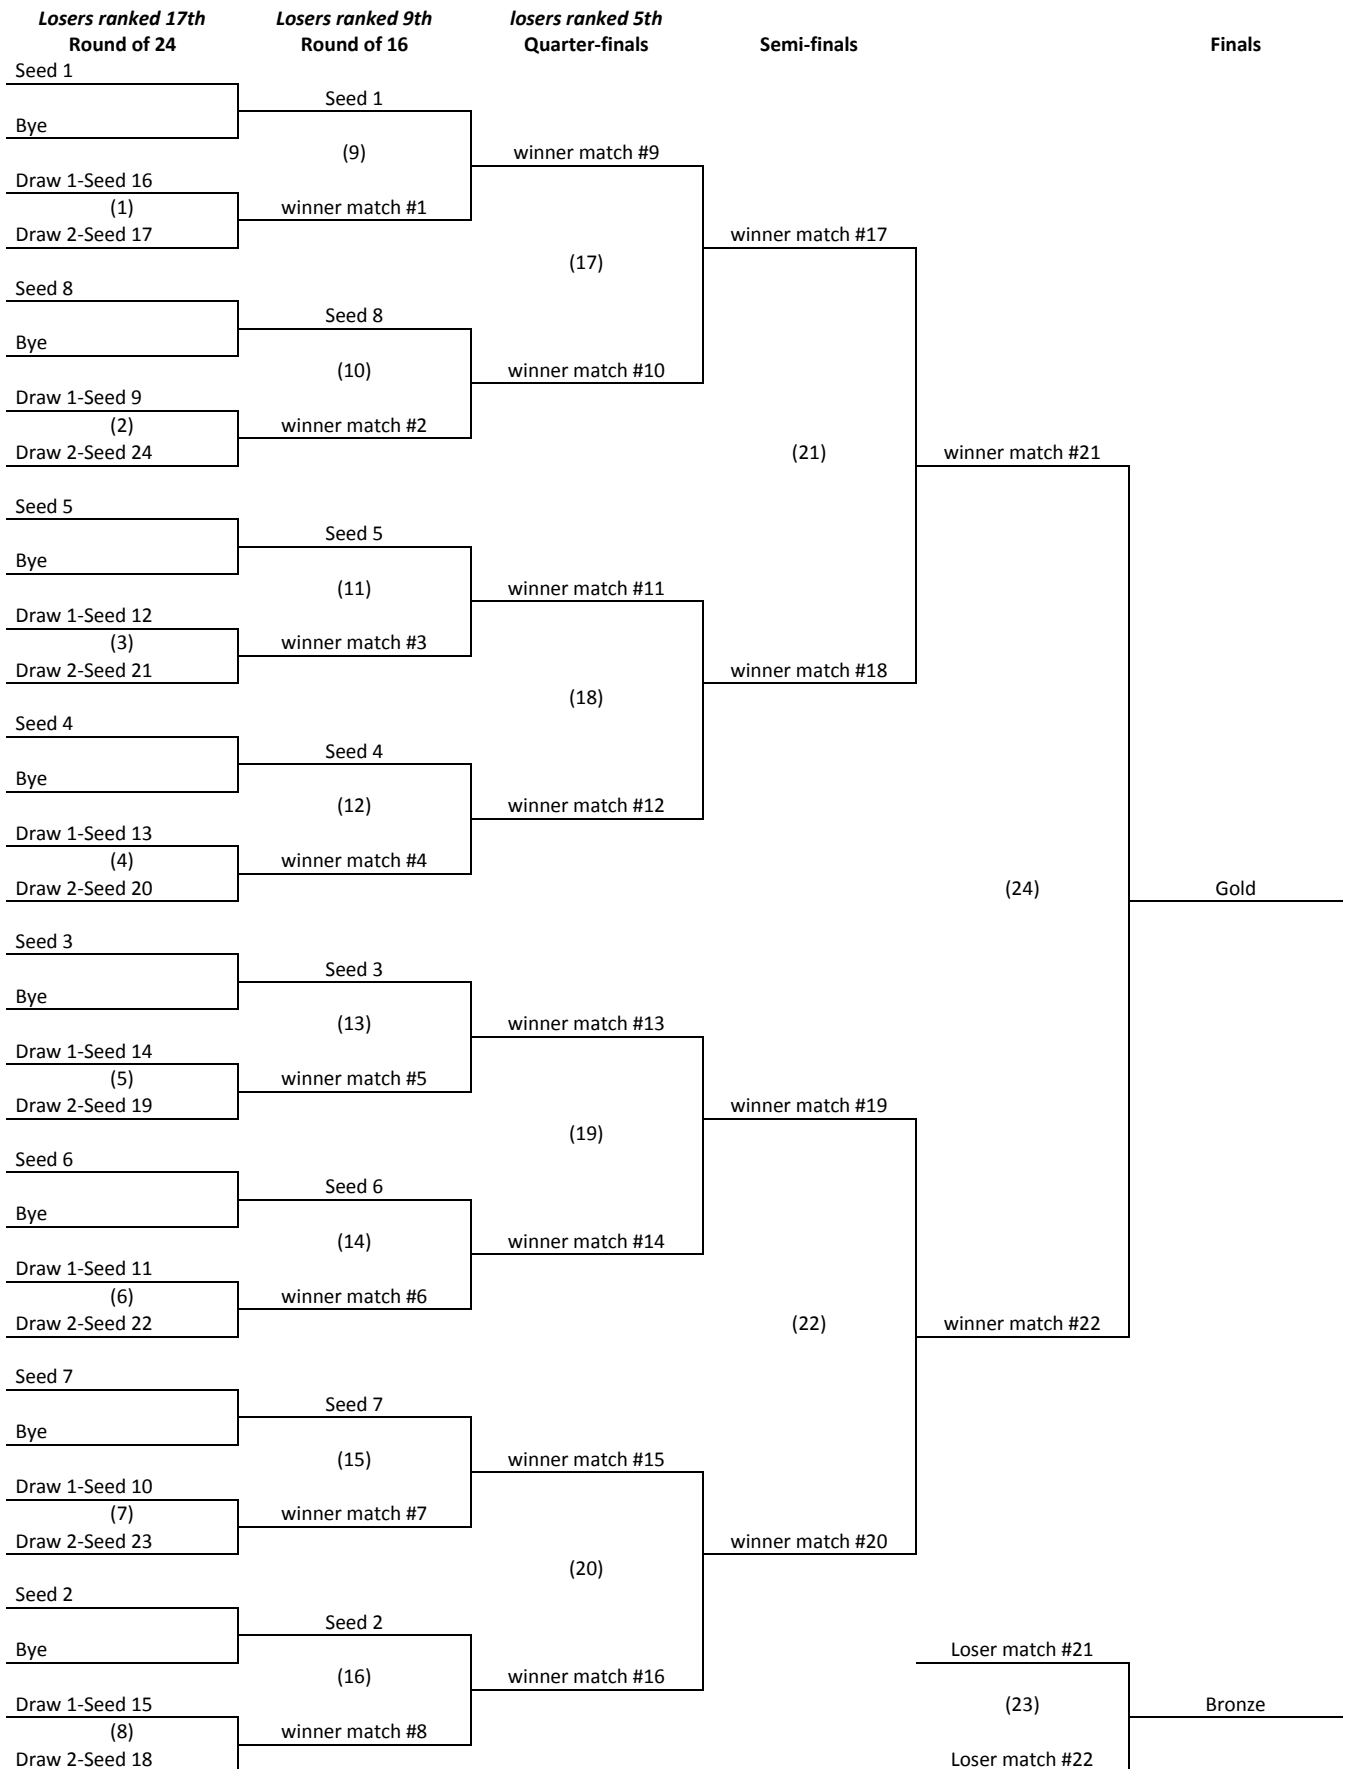 Losers ranked 17th Losers ranked 9th losers ranked 5th
Round of 24 Round of 16 Quarter-finals Semi-finals Finals
Seed 1
Seed 1
Bye
(9) winner match #9
Draw 1-Seed 16
(1) winner match #1
Draw 2-Seed 17 winner match #17
(17)
Seed 8
Seed 8
Bye
(10) winner match #10
Draw 1-Seed 9
(2) winner match #2
Draw 2-Seed 24 (21) winner match #21
Seed 5
Seed 5
Bye
(11) winner match #11
Draw 1-Seed 12
(3) winner match #3
Draw 2-Seed 21 winner match #18
(18)
Seed 4
Seed 4
Bye
(12) winner match #12
Draw 1-Seed 13
(4) winner match #4
Draw 2-Seed 20 (24) Gold
Seed 3
Seed 3
Bye
(13) winner match #13
Draw 1-Seed 14
(5) winner match #5
Draw 2-Seed 19 winner match #19
(19)
Seed 6
Seed 6
Bye
(14) winner match #14
Draw 1-Seed 11
(6) winner match #6
Draw 2-Seed 22 (22) winner match #22
Seed 7
Seed 7
Bye
(15) winner match #15
Draw 1-Seed 10
(7) winner match #7
Draw 2-Seed 23 winner match #20
(20)
Seed 2
Seed 2
Bye Loser match #21
(16) winner match #16
Draw 1-Seed 15 (23) Bronze
(8) winner match #8
Draw 2-Seed 18 Loser match #22